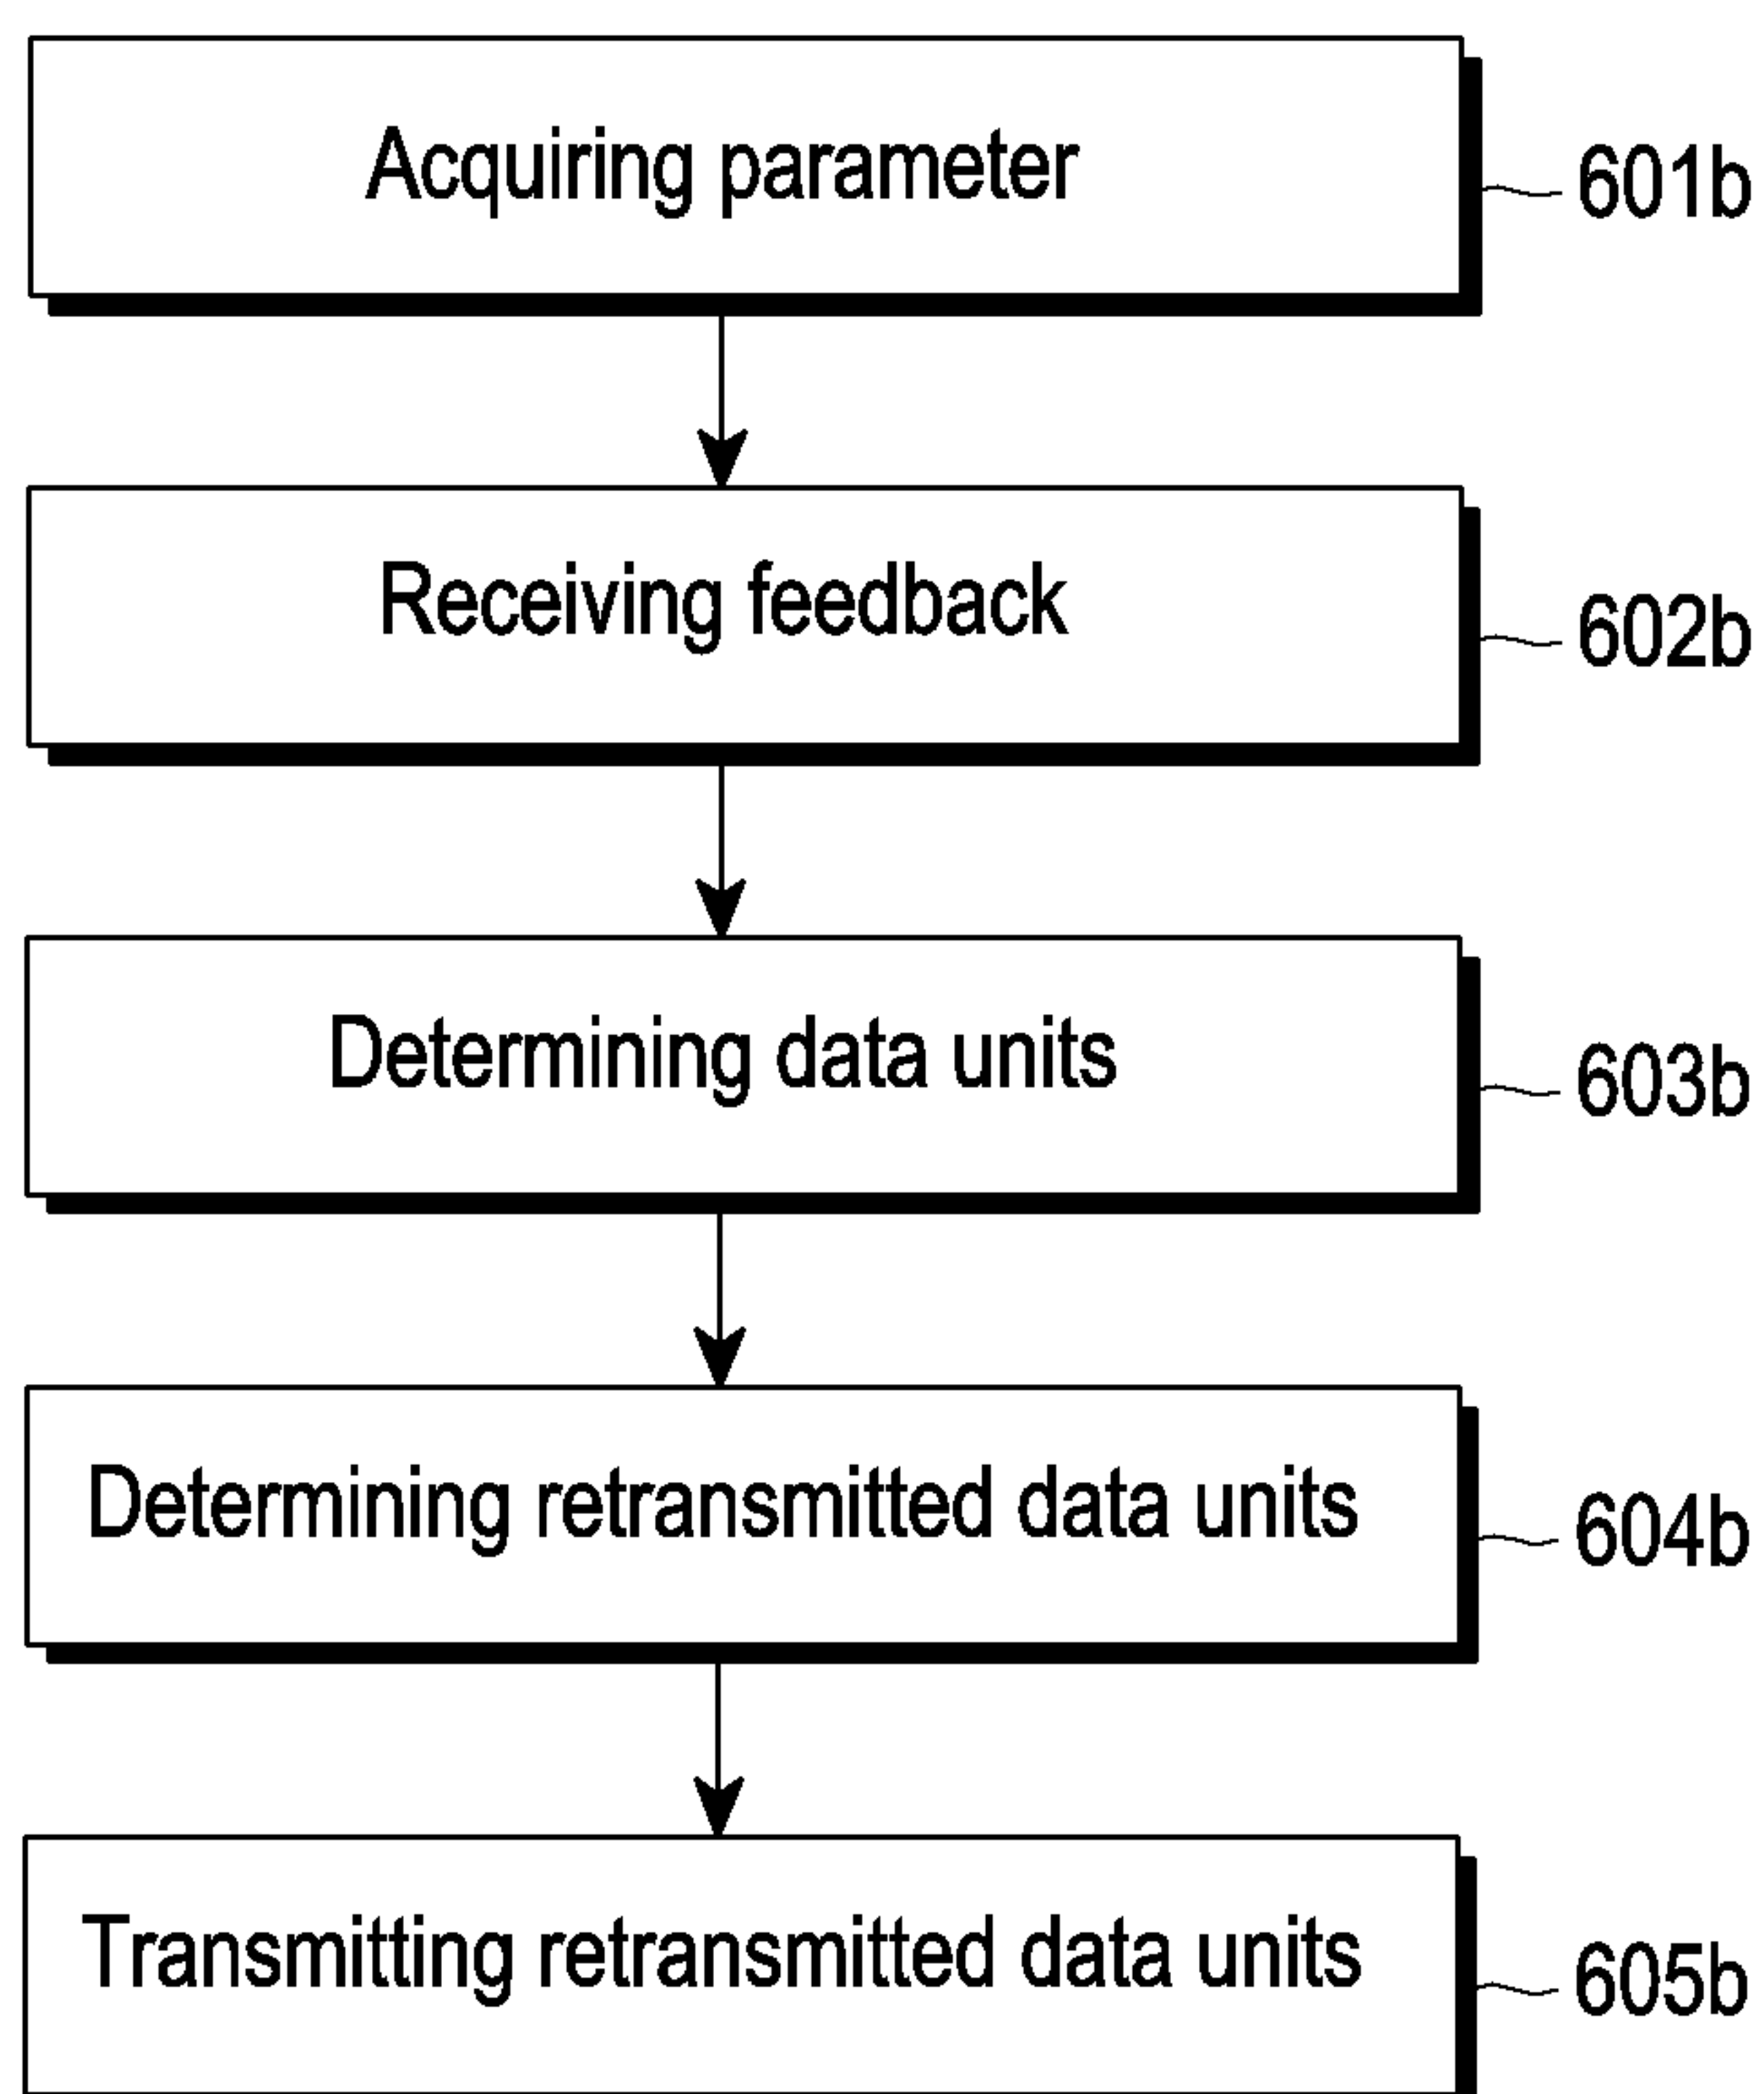 Acquiring parameter
601b
Receiving feedback
602b
Determining data units
603b
Determining retransmitted data units
604b
Transmitting retransmitted data units
605b